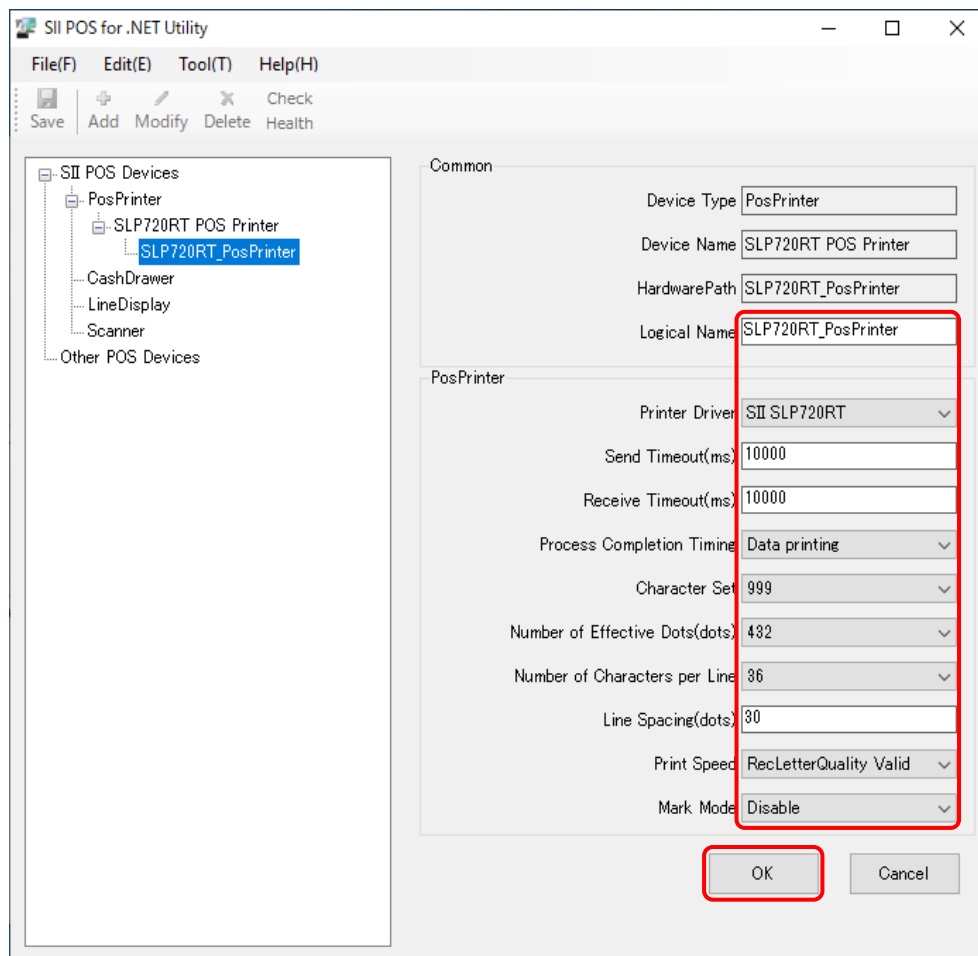 SII POS for .NET Utility
File(F) Edit(E) Tool(T) Help(H)
Save Add Modify Delete Check Health
SII POS Devices
PosPrinter
SLP720RT POS Printer
SLP720RT_PosPrinter
CashDrawer
LineDisplay
Scanner
Other POS Devices
Common
Device Type PosPrinter
Device Name SLP720RT POS Printer
HardwarePath SLP720RT_PosPrinter
Logical Name SLP720RT_PosPrinter
PosPrinter
Printer Driver SII SLP720RT
Send Timeout(ms) 10000
Receive Timeout(ms) 10000
Process Completion Timing Data printing
Character Set 999
Number of Effective Dots(dots) 432
Number of Characters per Line 36
Line Spacing(dots) 30
Print Speed RecLetterQuality Valid
Mark Mode Disable
OK Cancel